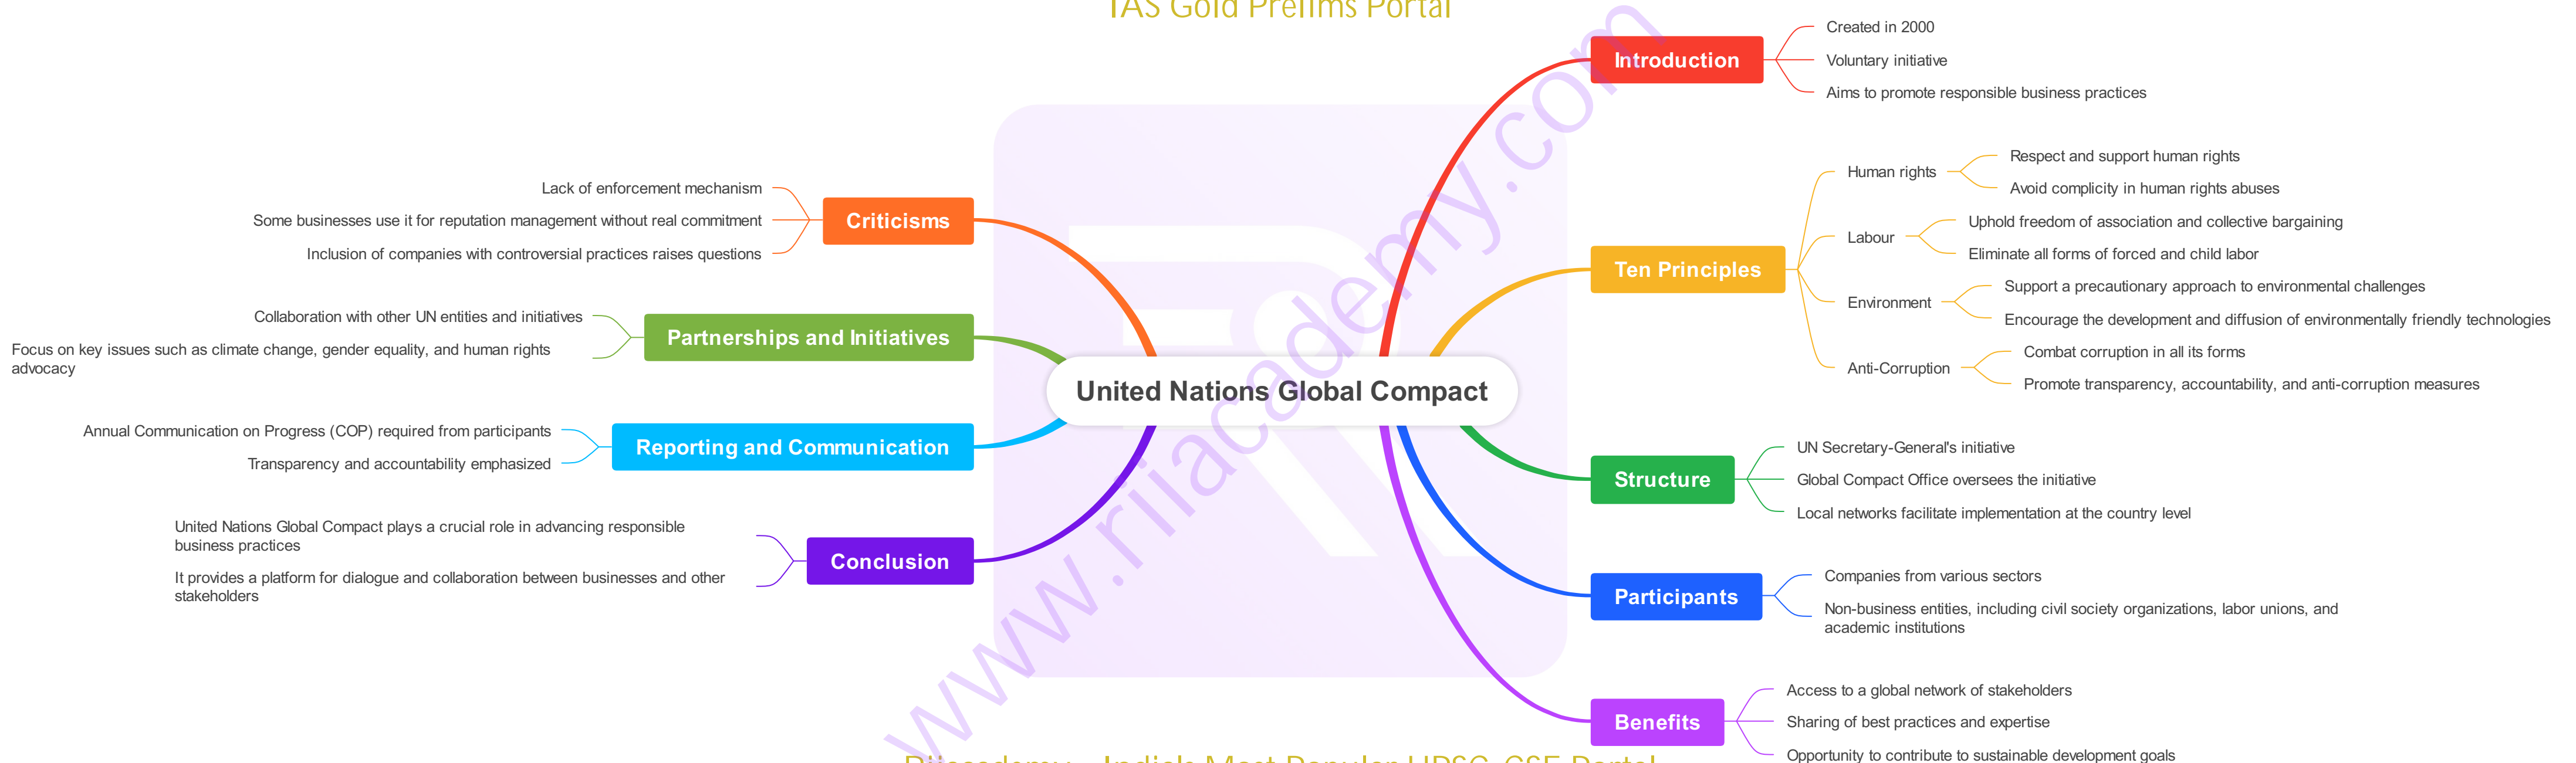 IAS Gold Prelims Portal
United Nations Global Compact
Introduction
Created in 2000
Voluntary initiative
Aims to promote responsible business practices
Ten Principles
Human rights
Respect and support human rights
Avoid complicity in human rights abuses
Labour
Uphold freedom of association and collective bargaining
Eliminate all forms of forced and child labor
Environment
Support a precautionary approach to environmental challenges
Encourage the development and diffusion of environmentally friendly technologies
Anti-Corruption
Combat corruption in all its forms
Promote transparency, accountability, and anti-corruption measures
Structure
UN Secretary-General's initiative
Global Compact Office oversees the initiative
Local networks facilitate implementation at the country level
Participants
Companies from various sectors
Non-business entities, including civil society organizations, labor unions, and
academic institutions
Benefits
Access to a global network of stakeholders
Sharing of best practices and expertise
Opportunity to contribute to sustainable development goals
Criticisms
Lack of enforcement mechanism
Some businesses use it for reputation management without real commitment
Inclusion of companies with controversial practices raises questions
Partnerships and Initiatives
Collaboration with other UN entities and initiatives
Focus on key issues such as climate change, gender equality, and human rights
advocacy
Reporting and Communication
Annual Communication on Progress (COP) required from participants
Transparency and accountability emphasized
Conclusion
United Nations Global Compact plays a crucial role in advancing responsible
business practices
It provides a platform for dialogue and collaboration between businesses and other
stakeholders
www.rijacademy.com
Rijacademy - India's Most Popular UPSC-CSE Portal